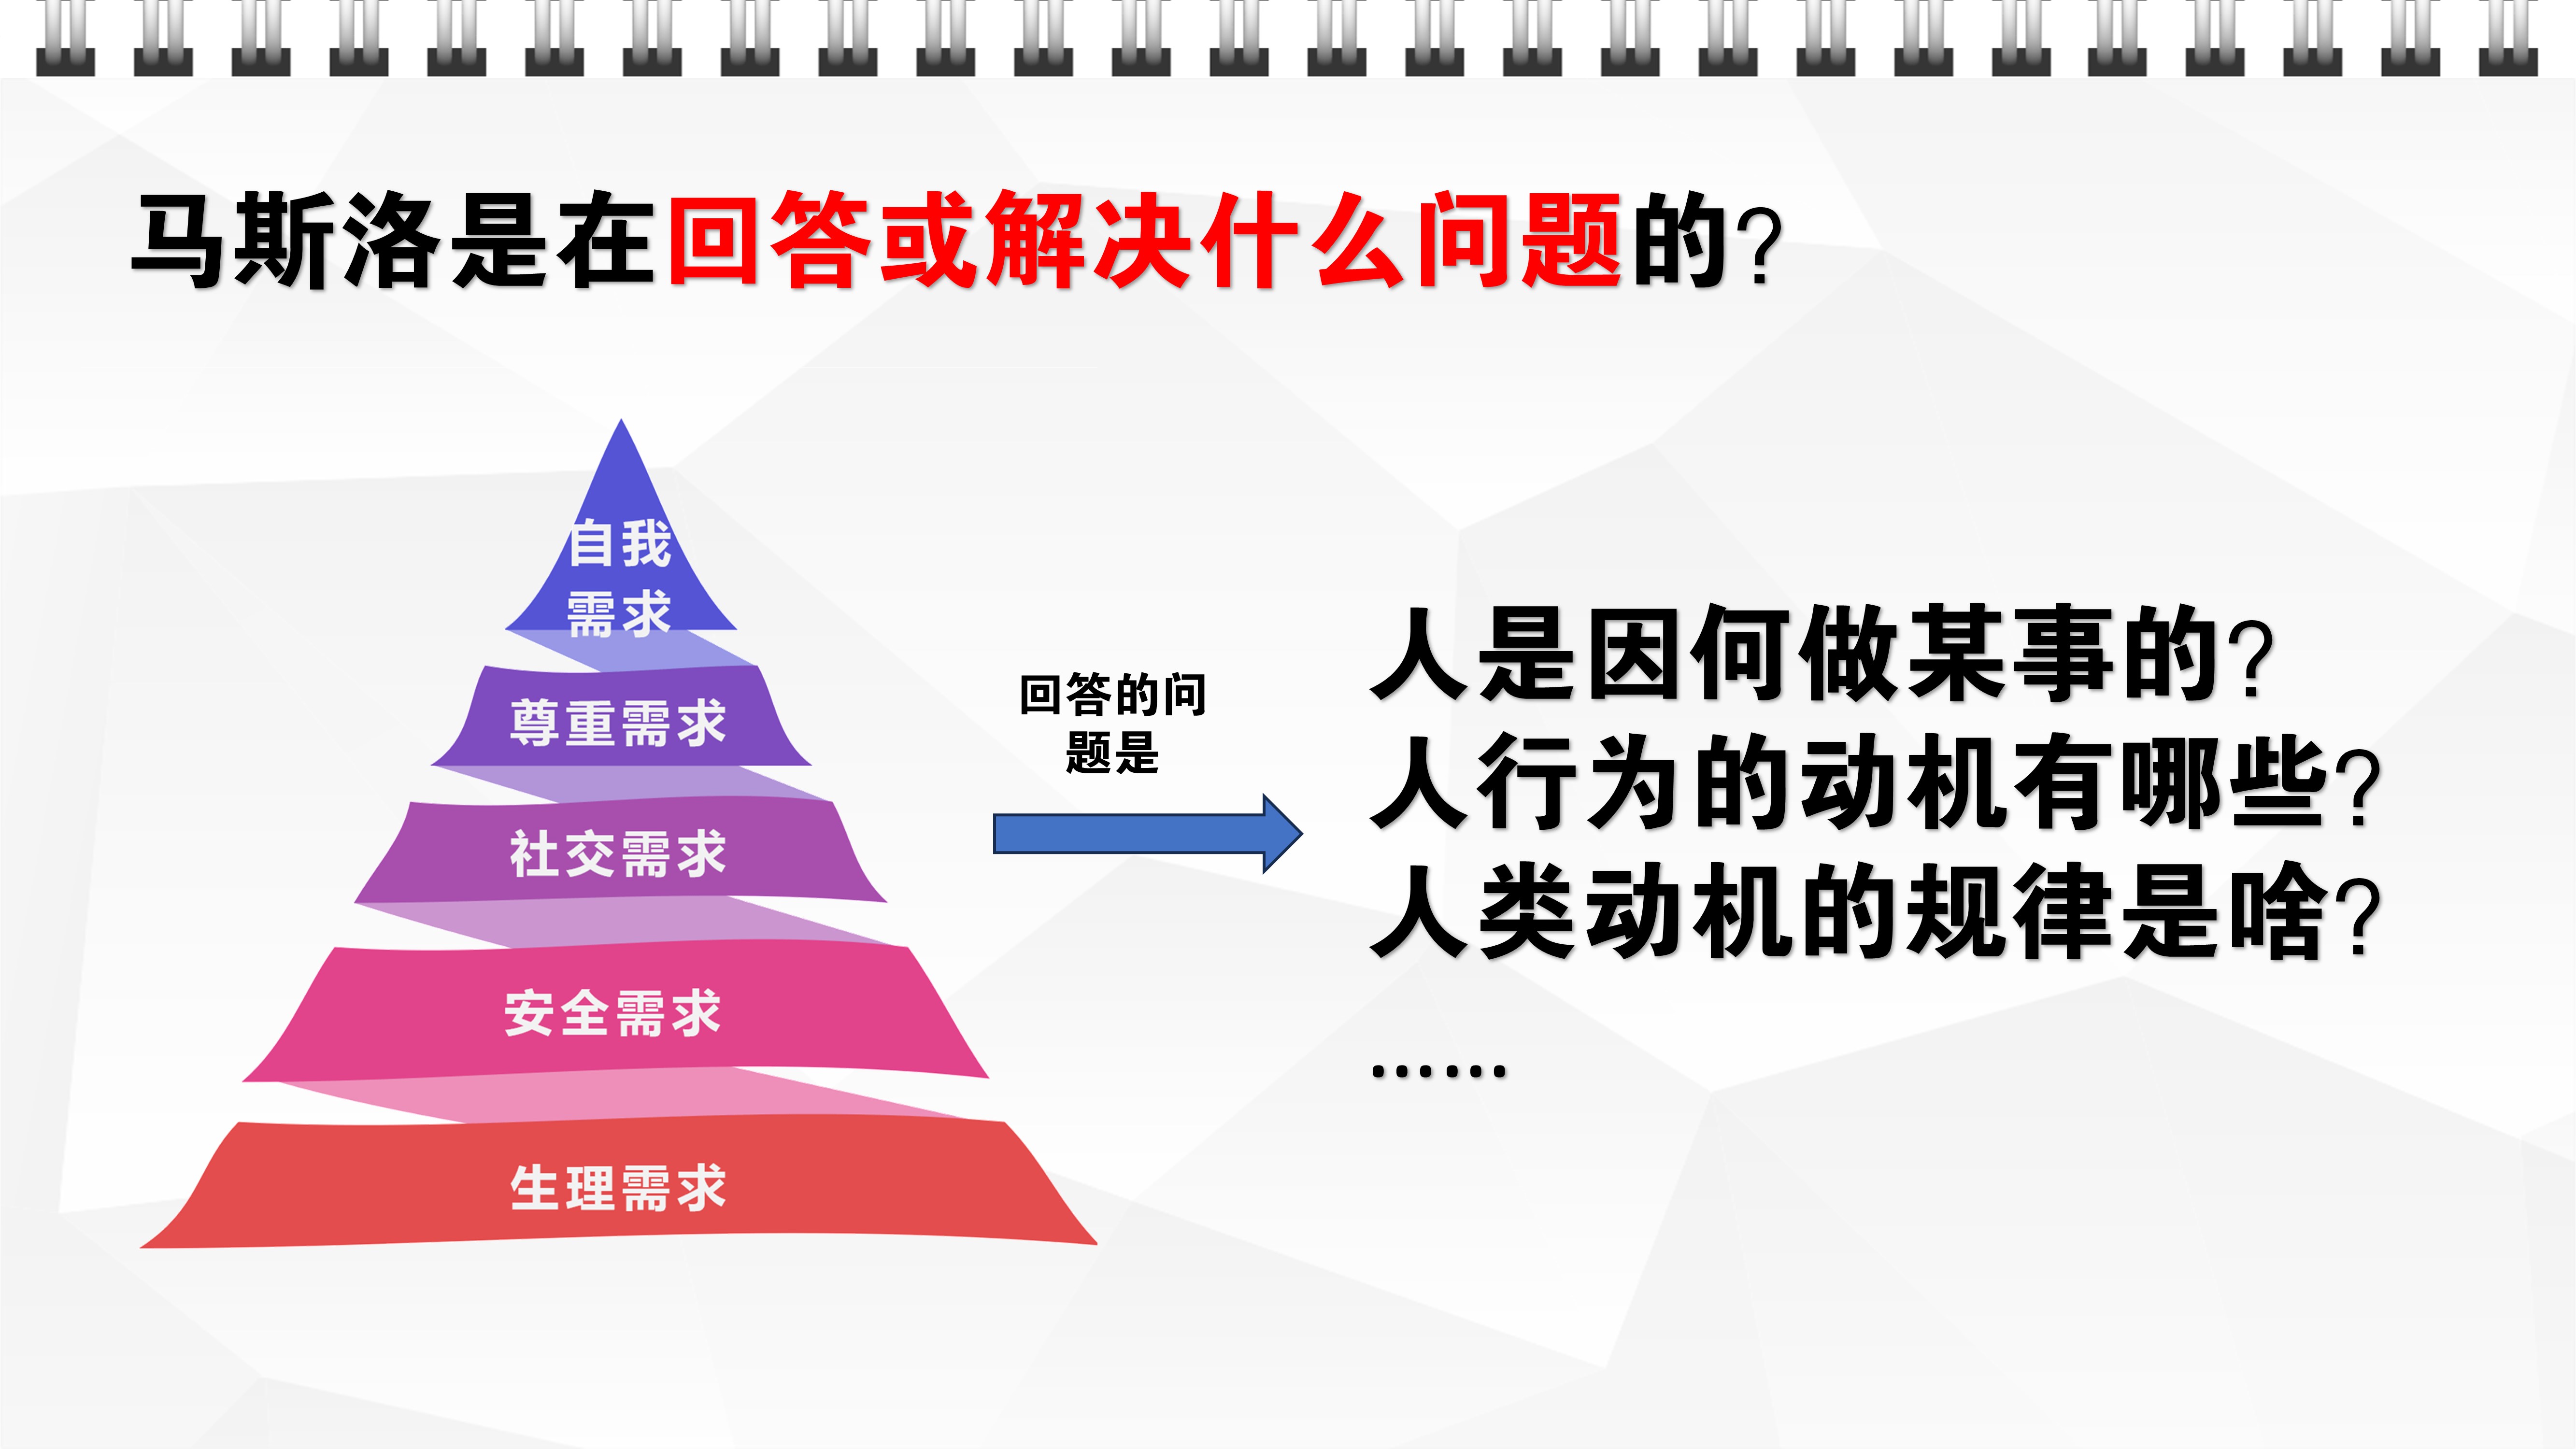 马斯洛是在回答或解决什么问题的?
自我
需求
尊重需求
社交需求
安全需求
生理需求
回答的问
题是
人是因何做某事的?
人行为的动机有哪些?
人类动机的规律是啥?
……